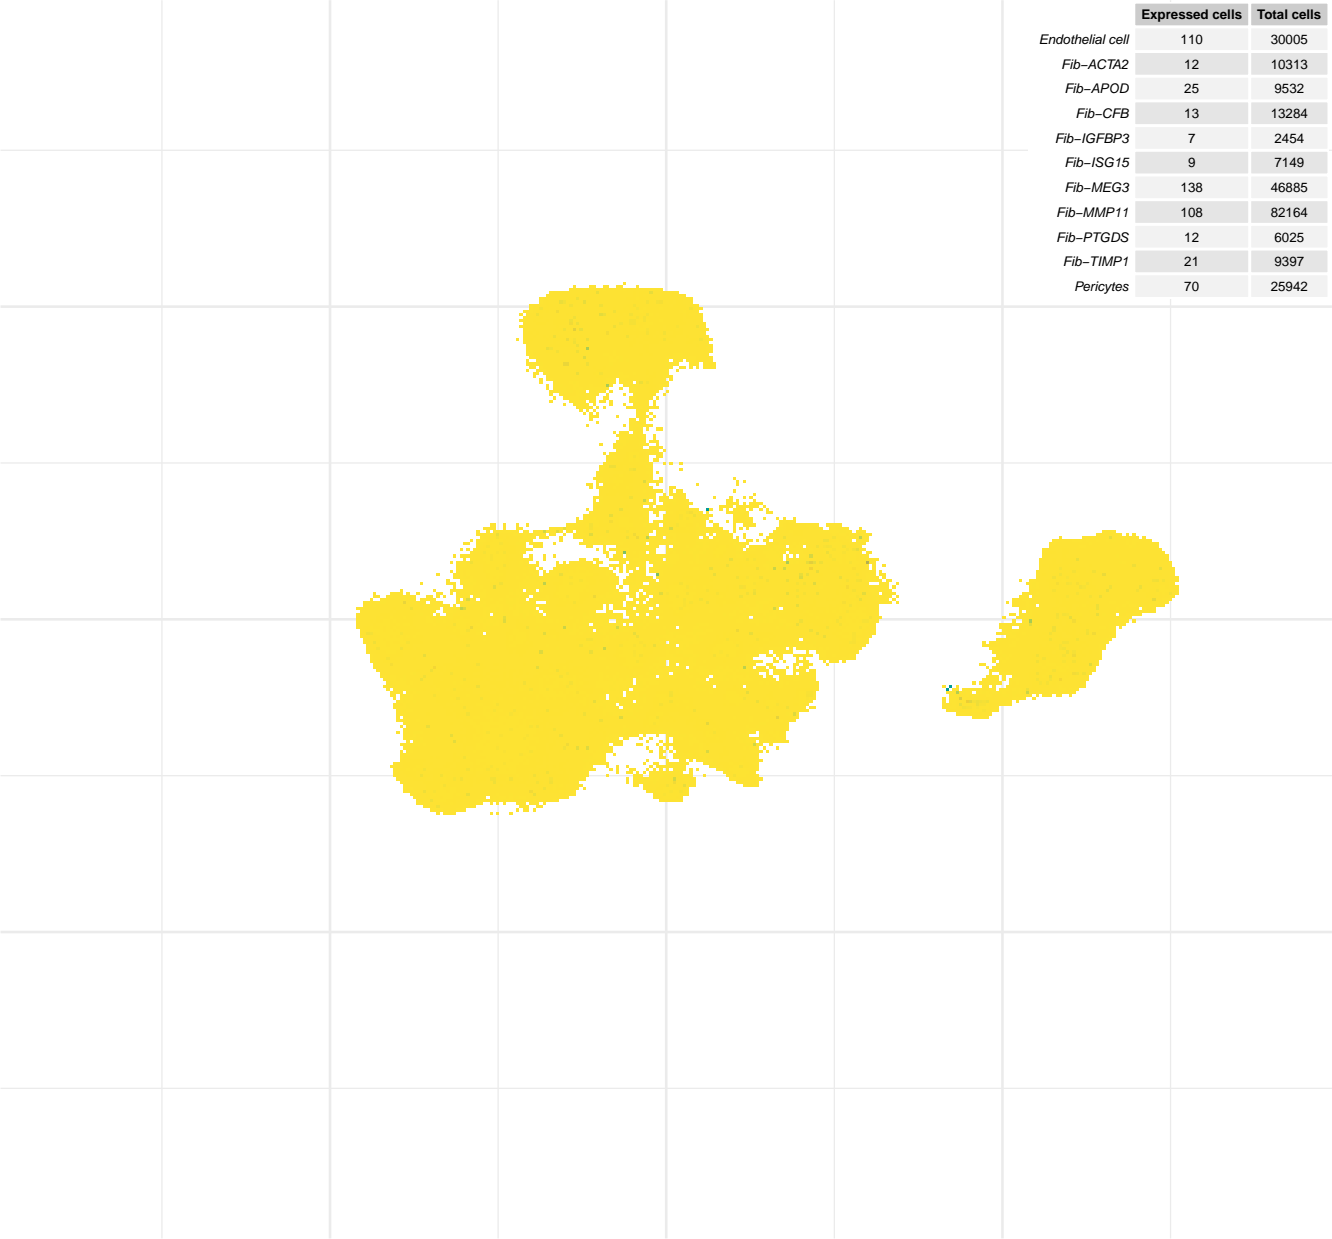 Expressed cells Total cells
Endothelial cell 110 30005
Fib−ACTA2 12 10313
Fib−APOD 25 9532
Fib−CFB 13 13284
Fib−IGFBP3 7 2454
Fib−ISG15 9 7149
Fib−MEG3 138 46885
Fib−MMP11 108 82164
Fib−PTGDS 12 6025
Fib−TIMP1 21 9397
Pericytes 70 25942